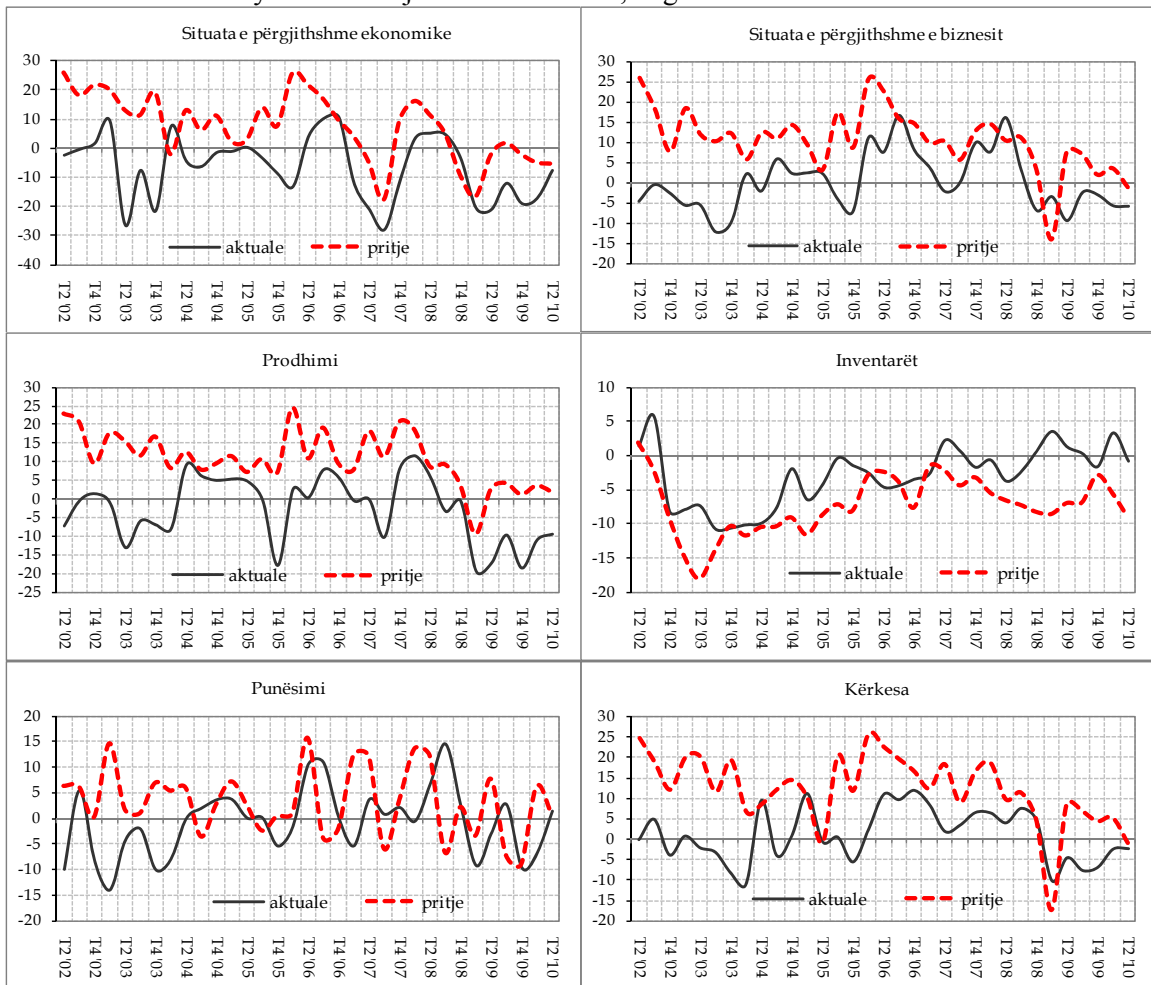 Situata e përgjithshme ekonomike
30
20
10
0
-10
-20
-30
-40
aktuale
pritje
T2 '02
T4 '02
T2 '03
T4 '03
T2 '04
T4 '04
T2 '05
T4 '05
T2 '06
T4 '06
T2 '07
T4 '07
T2 '08
T4 '08
T2 '09
T4 '09
T2 '10
Situata e përgjithshme e biznesit
30
25
20
15
10
5
0
-5
-10
-15
-20
aktuale
pritje
T2 '02
T4 '02
T2 '03
T4 '03
T2 '04
T4 '04
T2 '05
T4 '05
T2 '06
T4 '06
T2 '07
T4 '07
T2 '08
T4 '08
T2 '09
T4 '09
T2 '10
Prodhimi
30
25
20
15
10
5
0
-5
-10
-15
-20
-25
aktuale
pritje
T2 '02
T4 '02
T2 '03
T4 '03
T2 '04
T4 '04
T2 '05
T4 '05
T2 '06
T4 '06
T2 '07
T4 '07
T2 '08
T4 '08
T2 '09
T4 '09
T2 '10
Inventarët
10
5
0
-5
-10
-15
-20
aktuale
pritje
T2 '02
T4 '02
T2 '03
T4 '03
T2 '04
T4 '04
T2 '05
T4 '05
T2 '06
T4 '06
T2 '07
T4 '07
T2 '08
T4 '08
T2 '09
T4 '09
T2 '10
Punësimi
20
15
10
5
0
-5
-10
-15
-20
aktuale
pritje
T2 '02
T4 '02
T2 '03
T4 '03
T2 '04
T4 '04
T2 '05
T4 '05
T2 '06
T4 '06
T2 '07
T4 '07
T2 '08
T4 '08
T2 '09
T4 '09
T2 '10
Kërkesa
30
25
20
15
10
5
0
-5
-10
-15
-20
aktuale
pritje
T2 '02
T4 '02
T2 '03
T4 '03
T2 '04
T4 '04
T2 '05
T4 '05
T2 '06
T4 '06
T2 '07
T4 '07
T2 '08
T4 '08
T2 '09
T4 '09
T2 '10